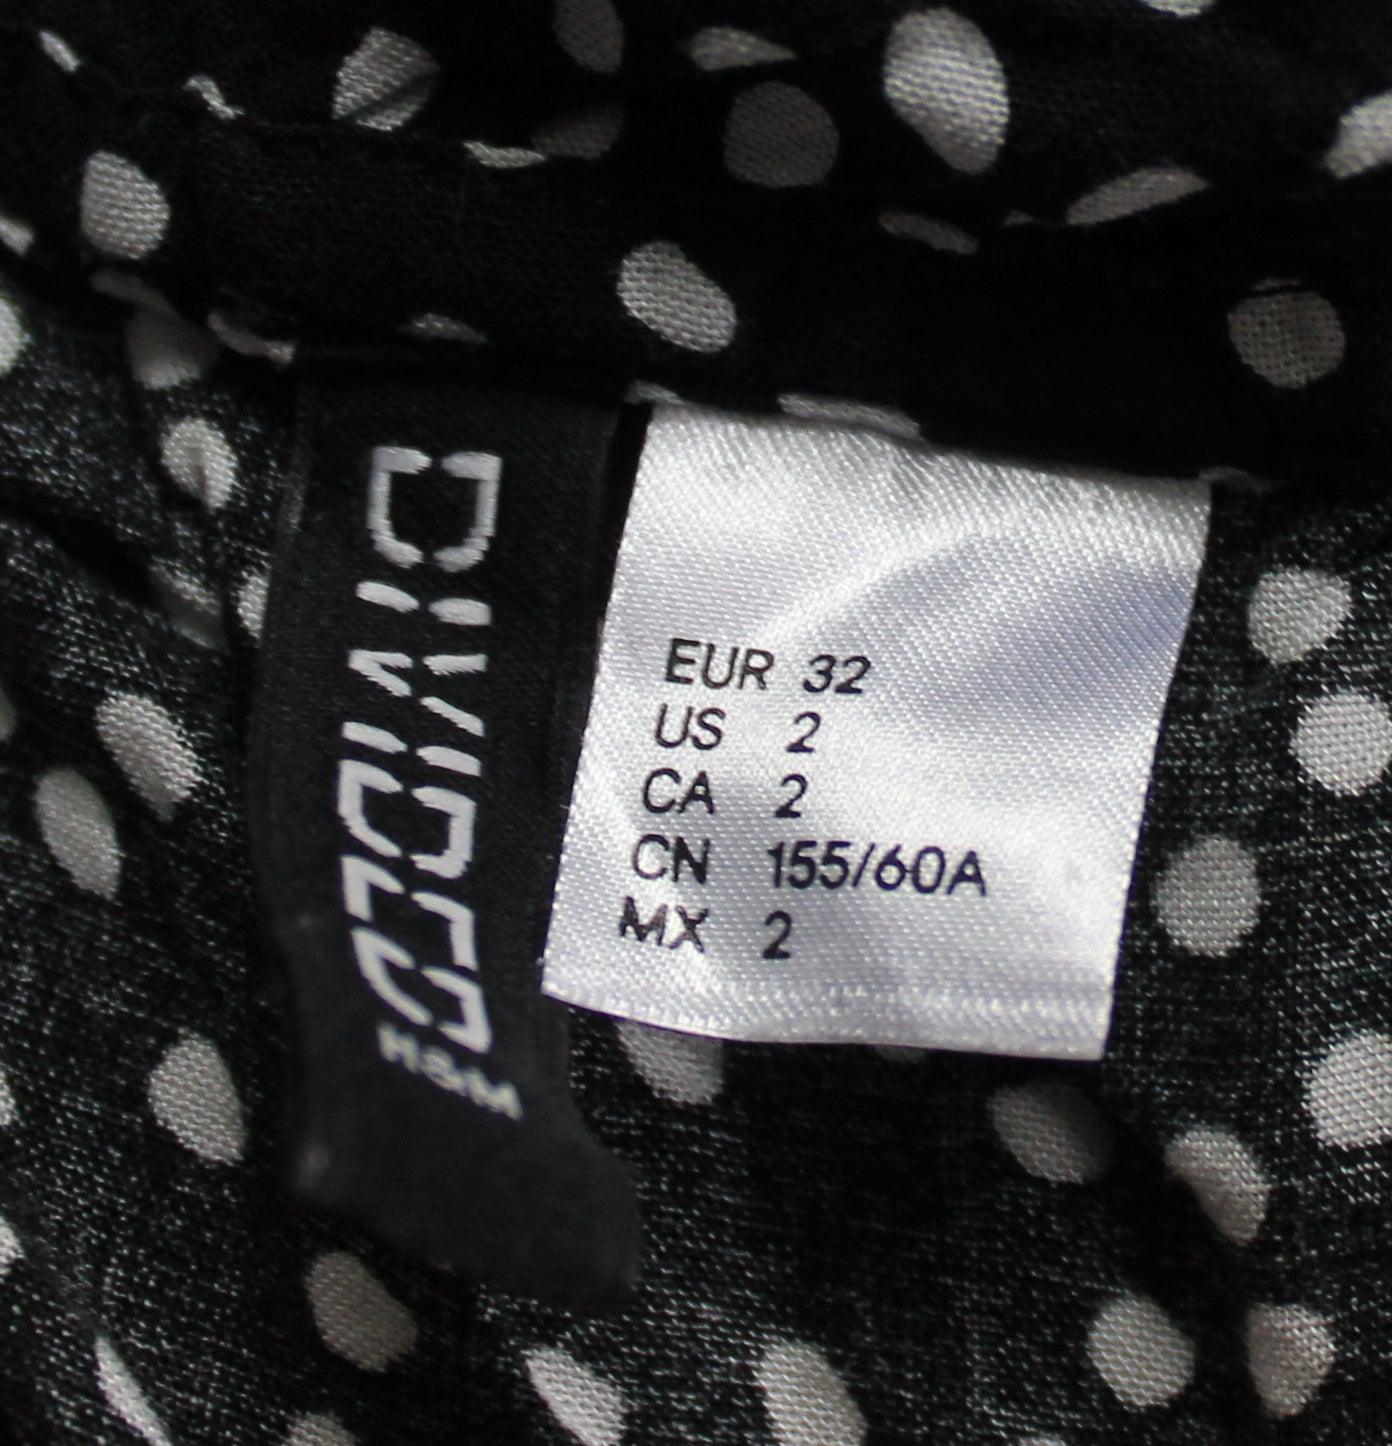 DIVIDED
H&M
EUR 32
US 2
CA 2
CN 155/60A
MX 2